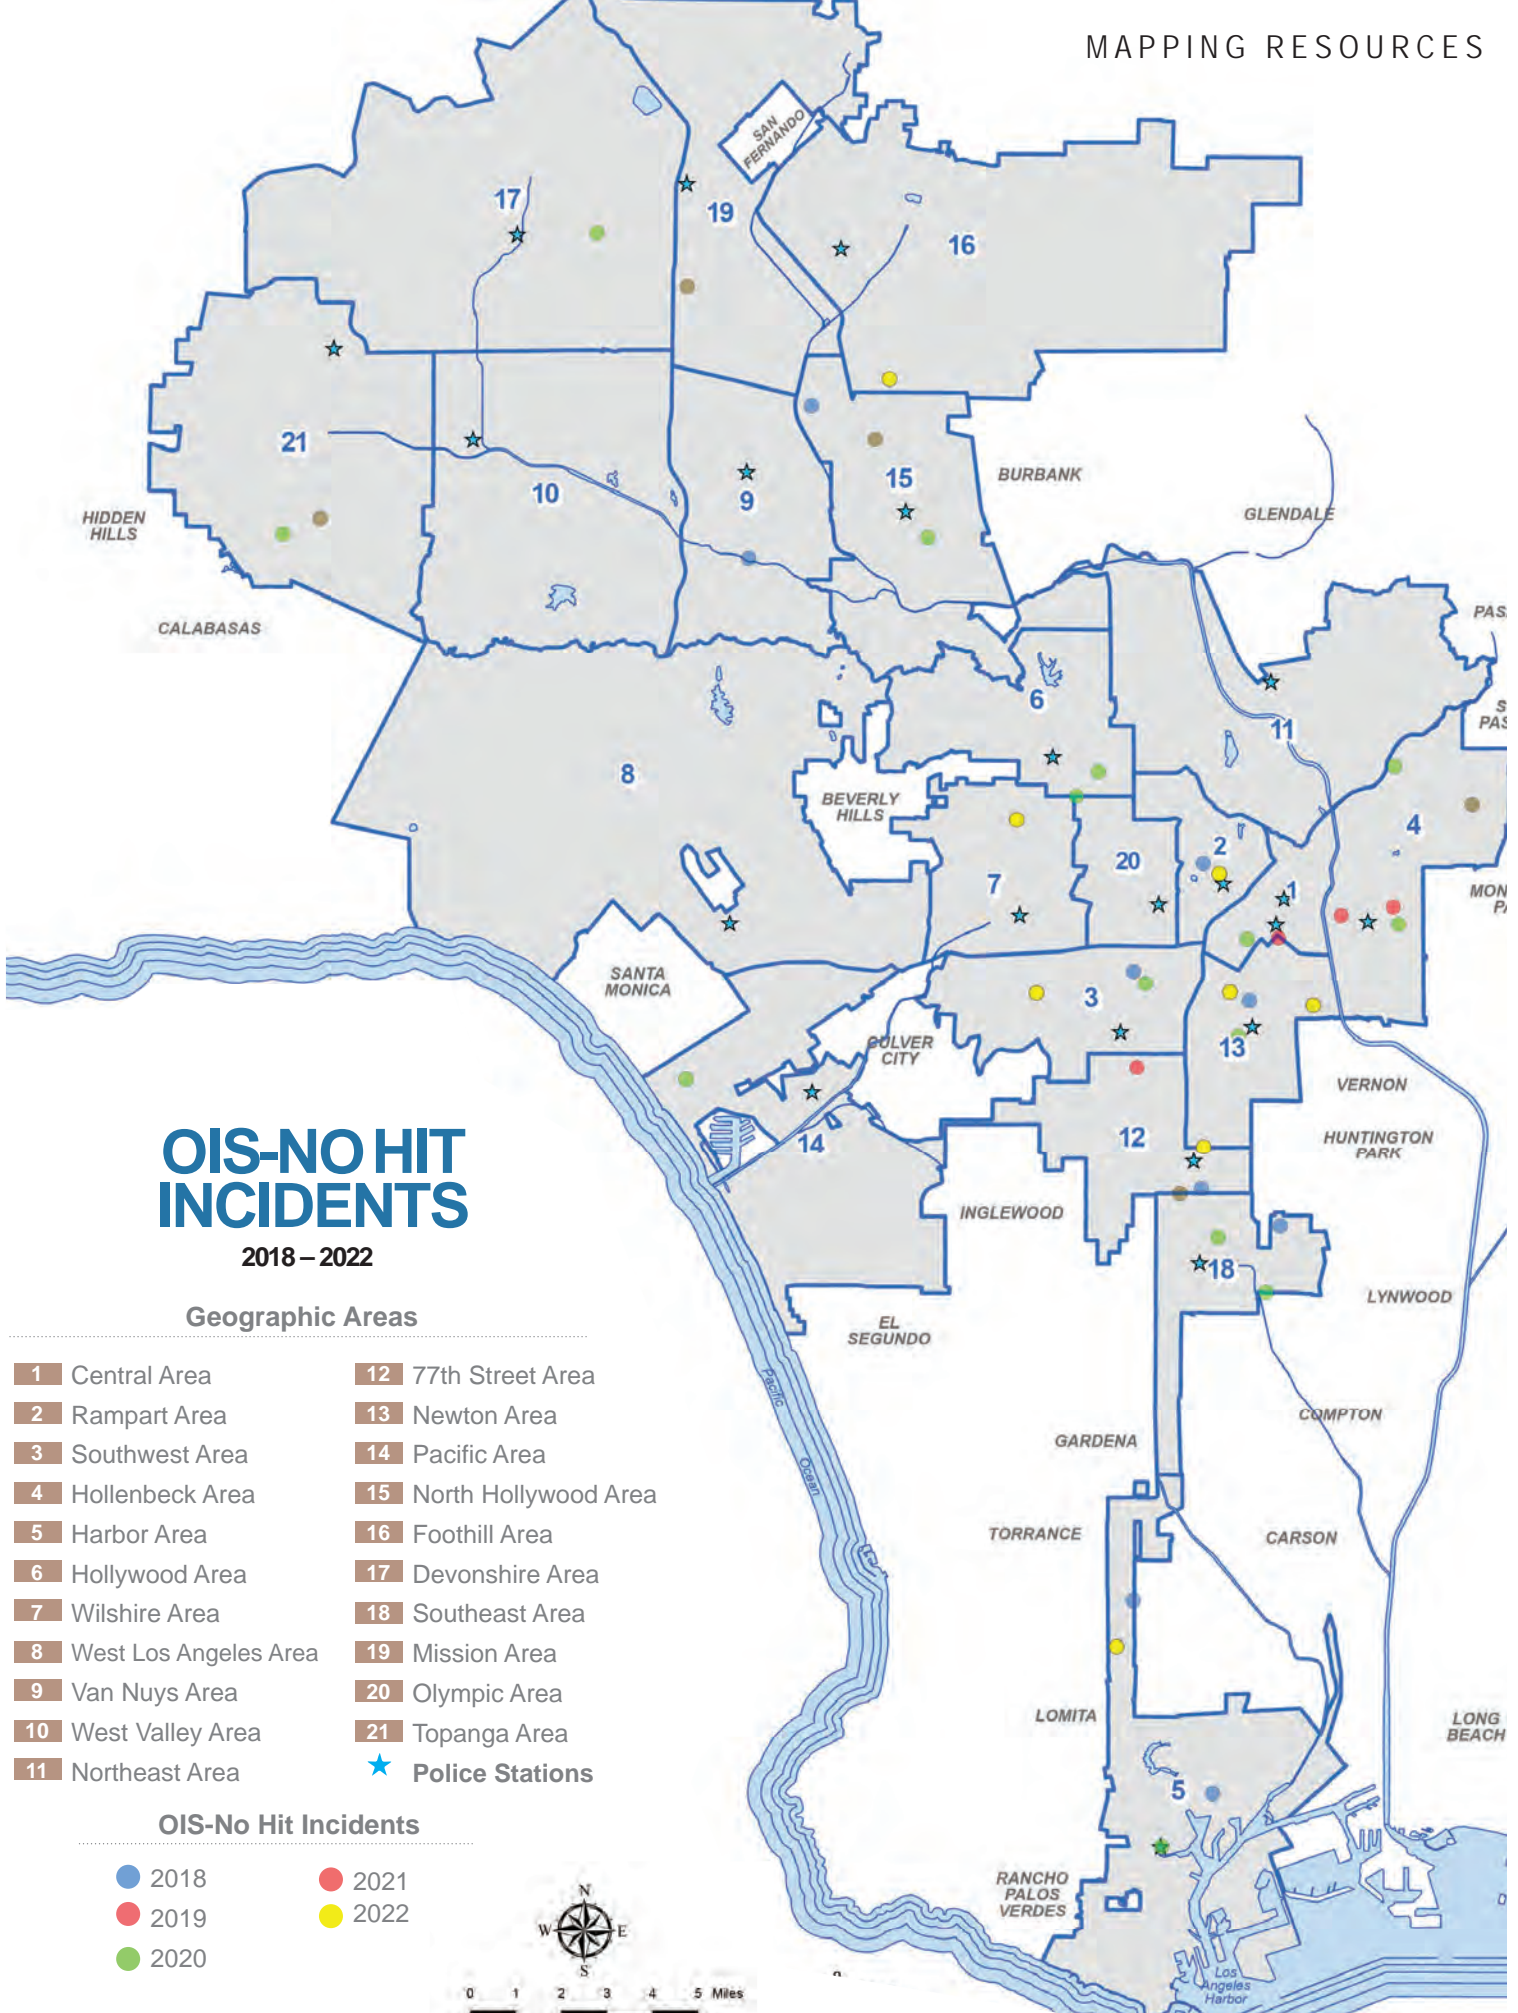 MAPPING RESOURCES
SAN
FERNANDO
17
19
16
21
10
9
15
BURBANK
GLENDALE
HIDDEN
HILLS
CALABASAS
PAS
6
S
PAS
11
8
BEVERLY
HILLS
4
2
20
7
1
MON
P
SANTA
MONICA
3
CULVER
CITY
13
VERNON
12
14
HUNTINGTON
PARK
INGLEWOOD
18
LYNWOOD
EL
SEGUNDO
Pacific
Ocean
COMPTON
GARDENA
TORRANCE
CARSON
LOMITA
LONG
BEACH
5
RANCHO
PALOS
VERDES
Los
Angeles
Harbor
OIS-NO HIT
INCIDENTS
2018 – 2022
Geographic Areas
1 Central Area
2 Rampart Area
3 Southwest Area
4 Hollenbeck Area
5 Harbor Area
6 Hollywood Area
7 Wilshire Area
8 West Los Angeles Area
9 Van Nuys Area
10 West Valley Area
11 Northeast Area
12 77th Street Area
13 Newton Area
14 Pacific Area
15 North Hollywood Area
16 Foothill Area
17 Devonshire Area
18 Southeast Area
19 Mission Area
20 Olympic Area
21 Topanga Area
Police Stations
OIS-No Hit Incidents
2018
2019
2020
2021
2022
N
W E
S
0 1 2 3 4 5 Miles